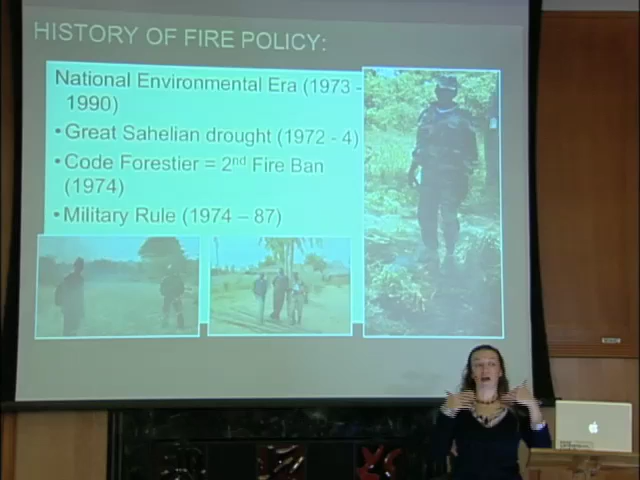 HISTORY OF FIRE POLICY:
National Environmental Era (1973 -
1990)
•Great Sahelian drought (1972 - 4)
•Code Forestier = 2nd Fire Ban
(1974)
•Military Rule (1974 – 87)